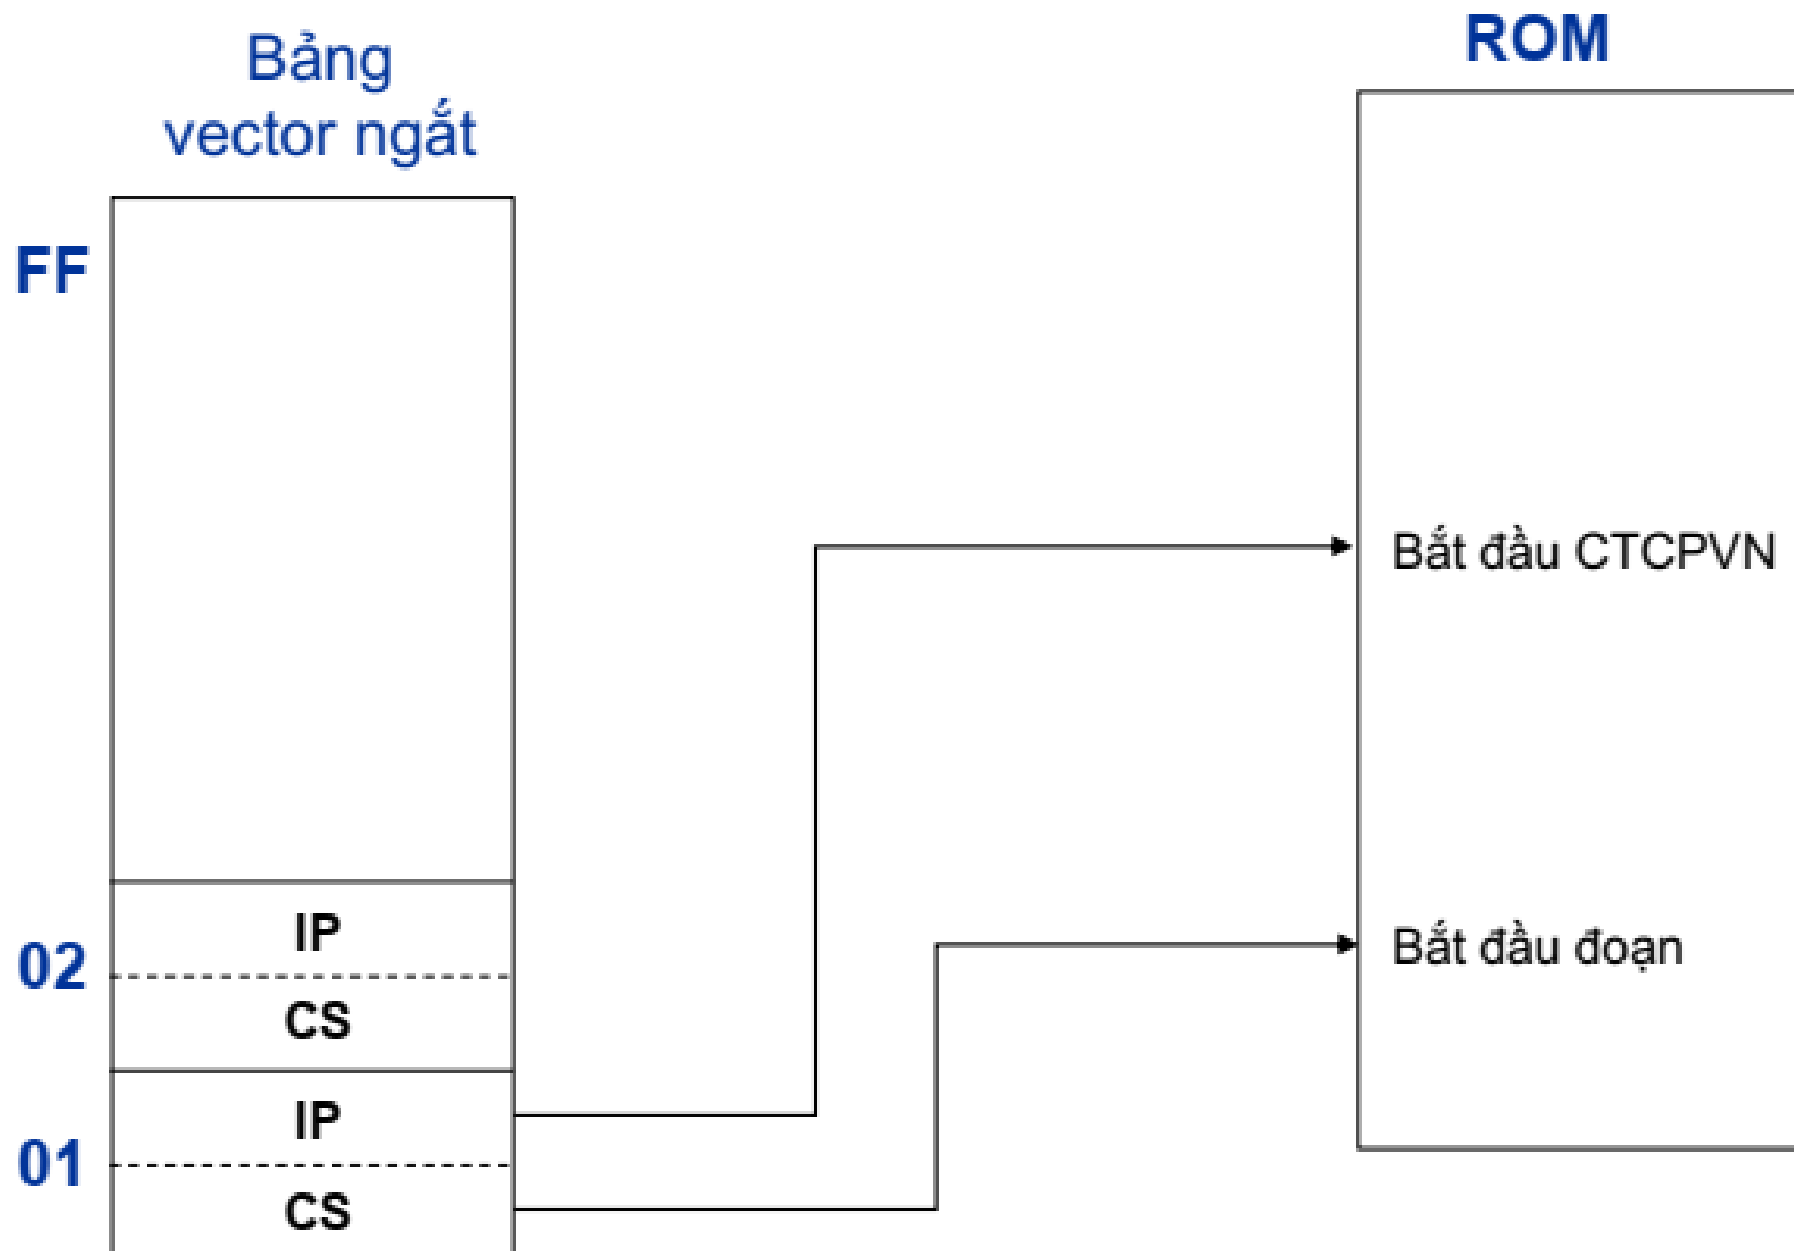 Bảng
vector ngắt
ROM
FF
Bắt đầu CTCPVN
IP
02
CS
Bắt đầu đoạn
IP
01
CS